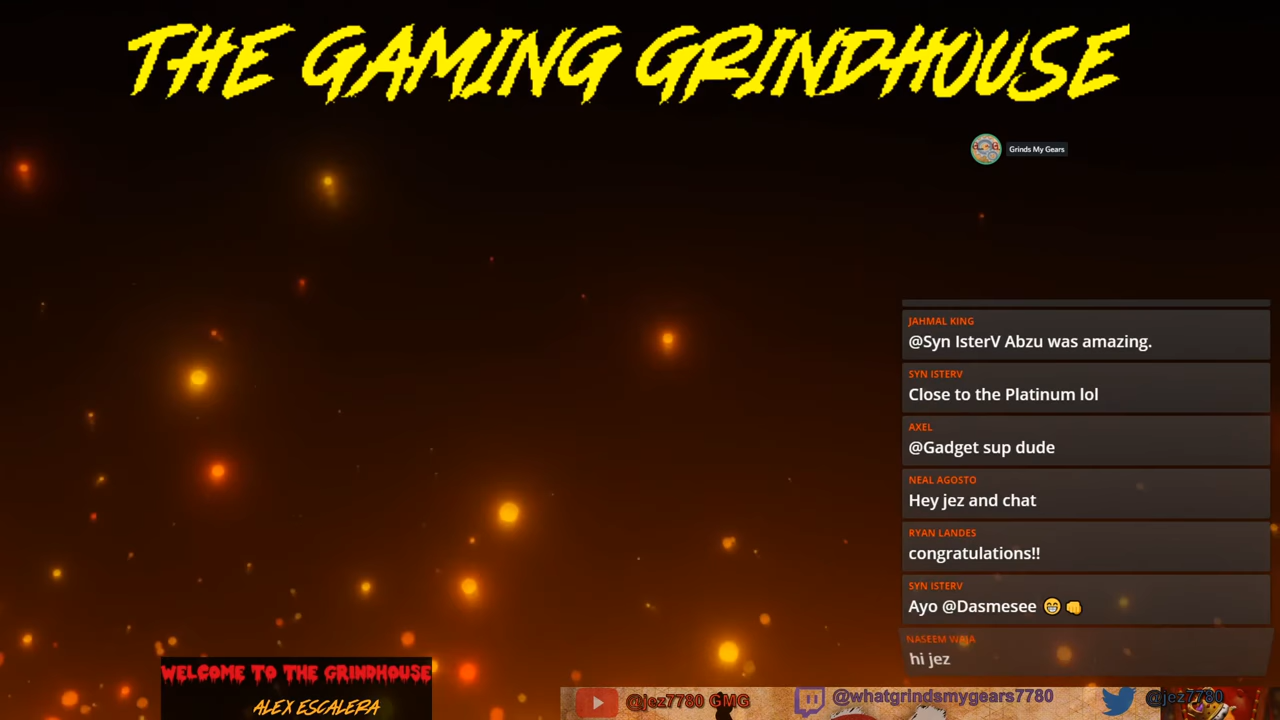 THE GAMING GRINDHOUSE
Grinds My Gears
JAHMAL KING
@Syn IsterV Abzu was amazing.
SYN ISTERV
Close to the Platinum lol
AXEL
@Gadget sup dude
NEAL AGOSTO
Hey jez and chat
RYAN LANDES
congratulations!!
SYN ISTERV
Ayo @Dasmesee 😁👊
NASEEM WAJA
hi jez
WELCOME TO THE GRINDHOUSE
ALEX ESCALERA
@jez7780 GMG
@whatgrindsmygears7780
@jez7780